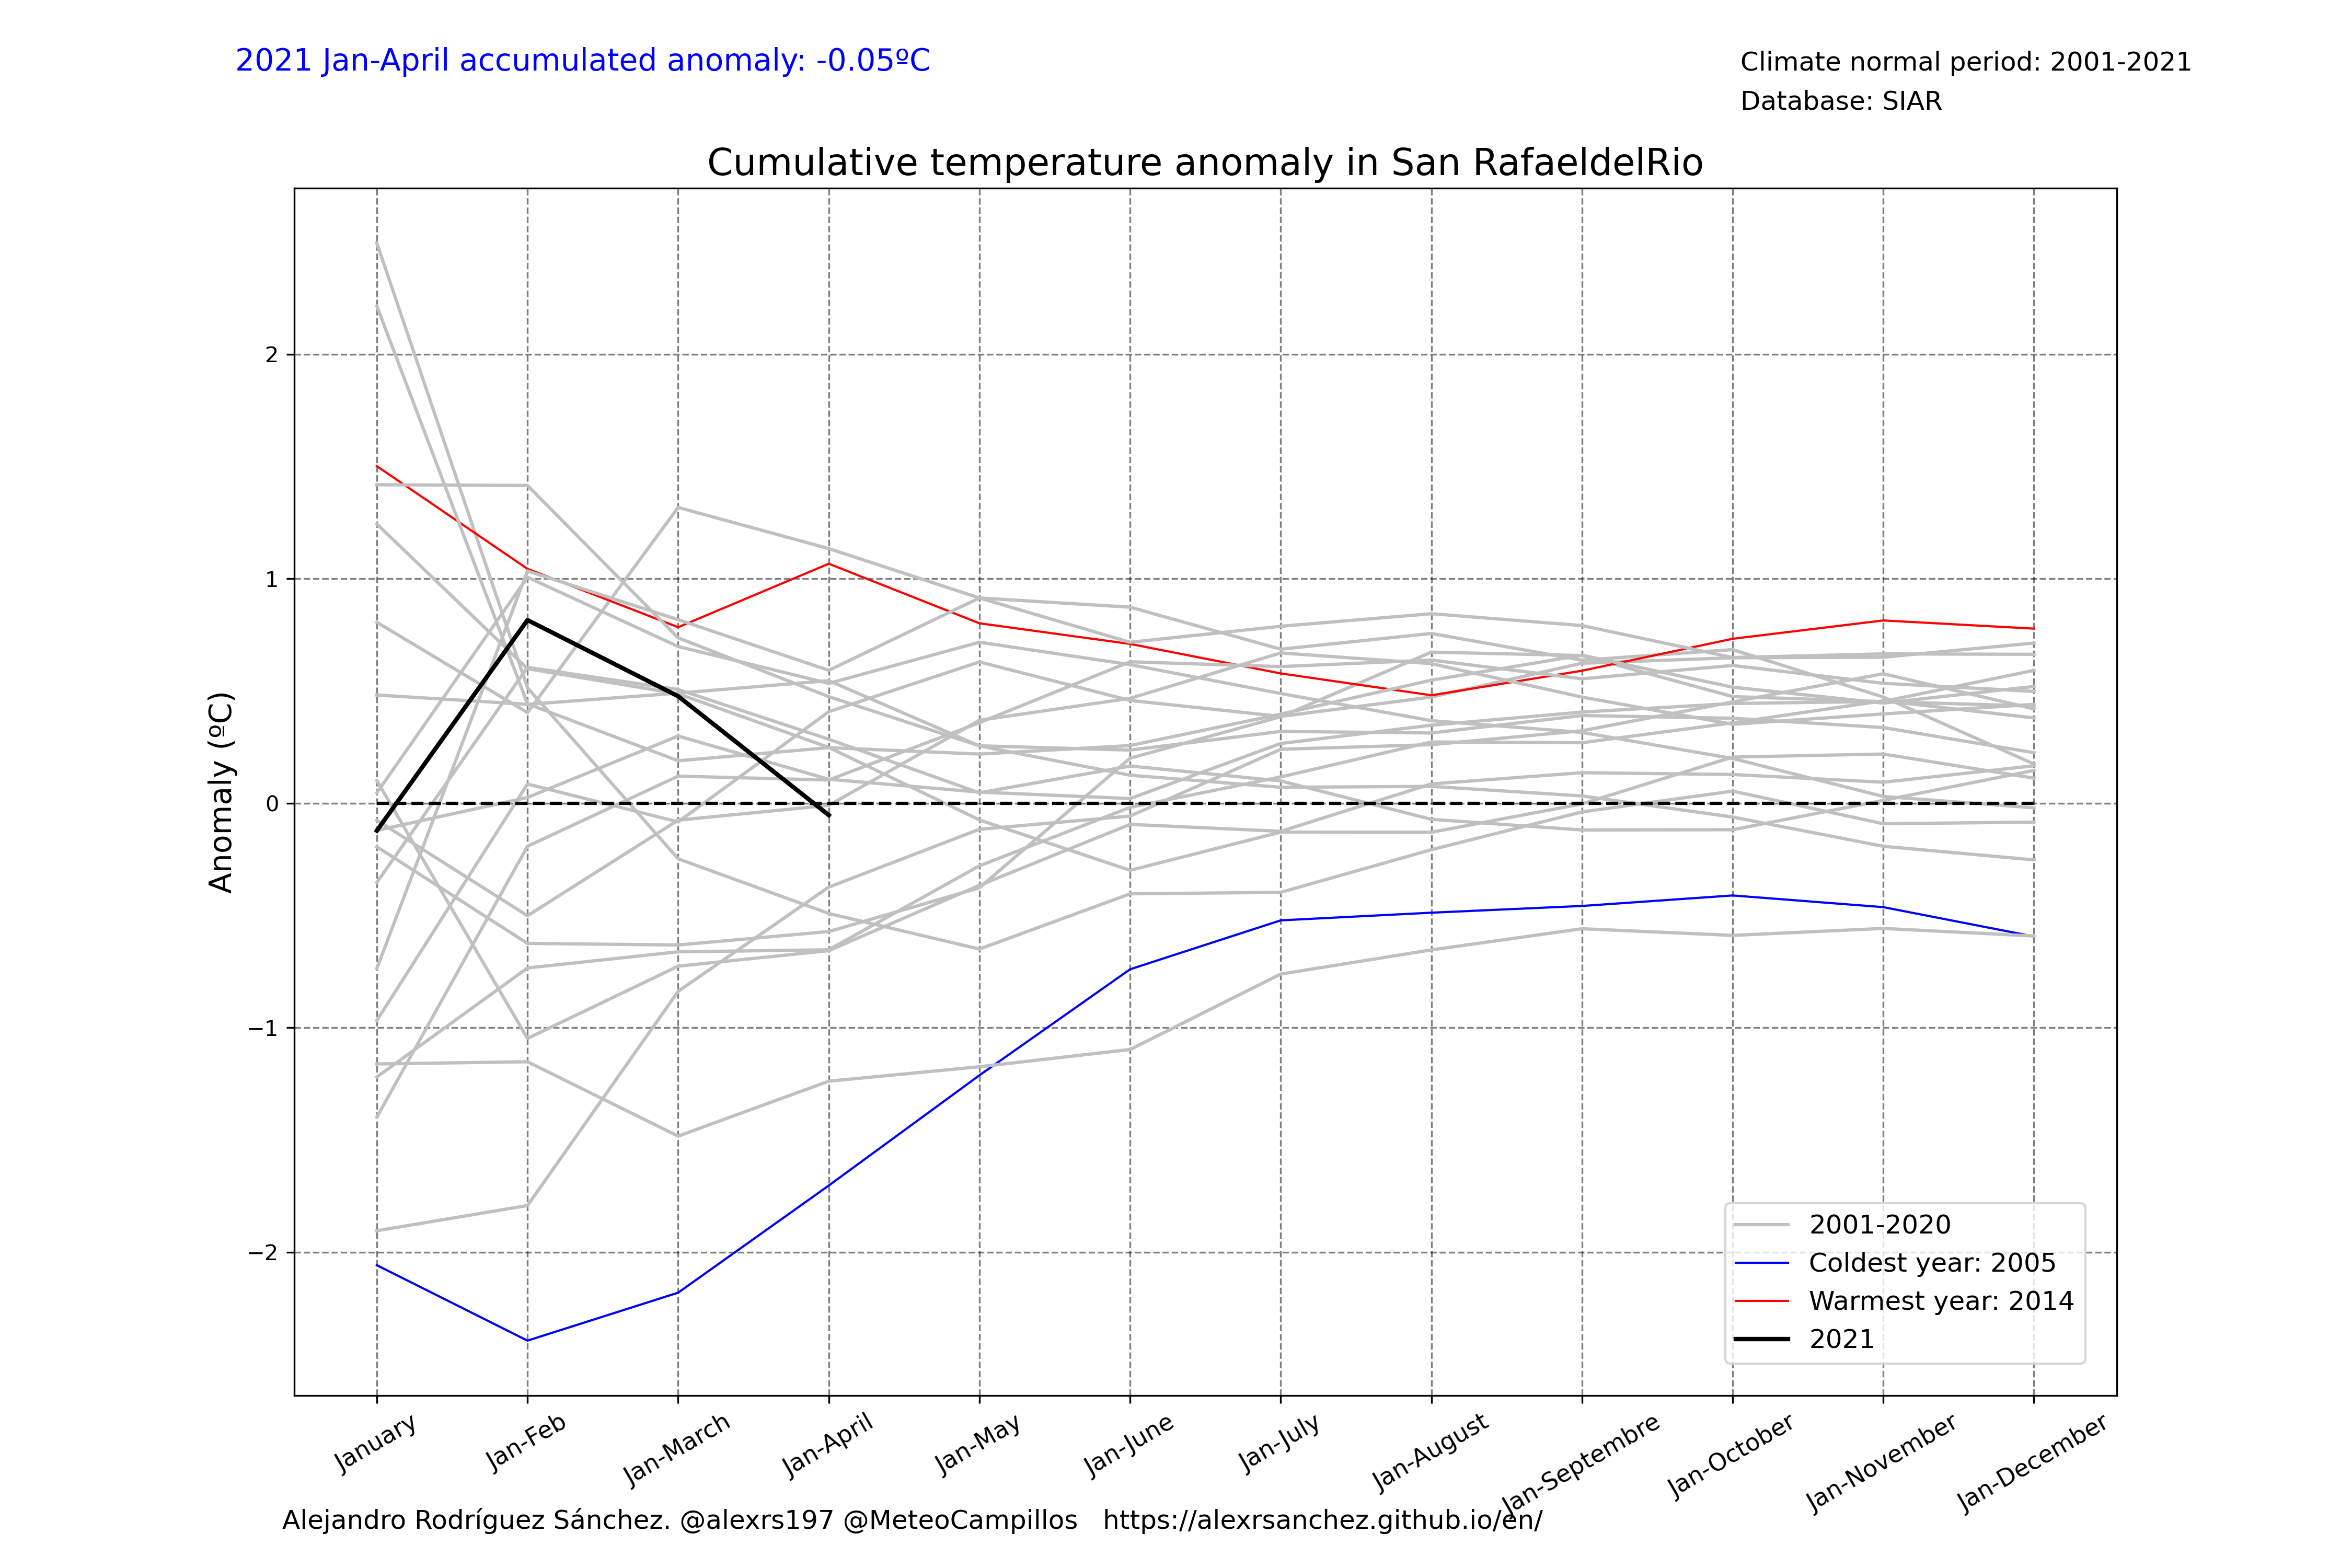 2021 Jan-April accumulated anomaly: -0.05ºC
Climate normal period: 2001-2021
Database: SIAR
Cumulative temperature anomaly in San RafaeldelRio
Anomaly (ºC)
2
1
0
−1
−2
2001-2020
Coldest year: 2005
Warmest year: 2014
2021
January
Jan-Feb
Jan-March
Jan-April
Jan-May
Jan-June
Jan-July
Jan-August
Jan-Septembre
Jan-October
Jan-November
Jan-December
Alejandro Rodríguez Sánchez. @alexrs197 @MeteoCampillos https://alexrsanchez.github.io/en/